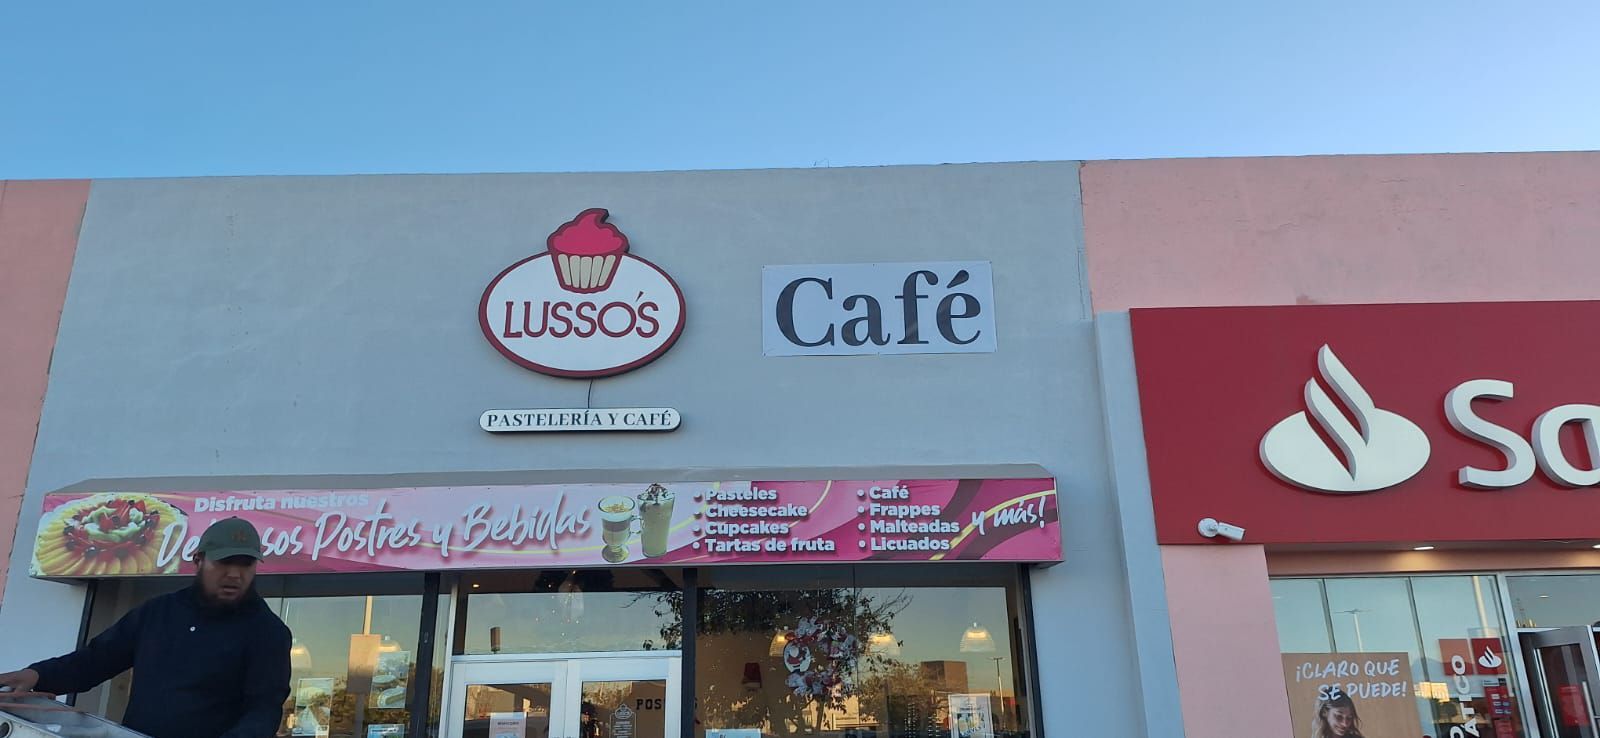 LUSSO'S
PASTELERÍA Y CAFÉ
Café
Disfruta nuestros
Postres y Bebidas
• Pasteles
• Cheesecake
• Cupcakes
• Tartas de fruta
• Café
• Frappes
• Malteadas
• Licuados
y más!
¡CLARO QUE
SE PUEDE!